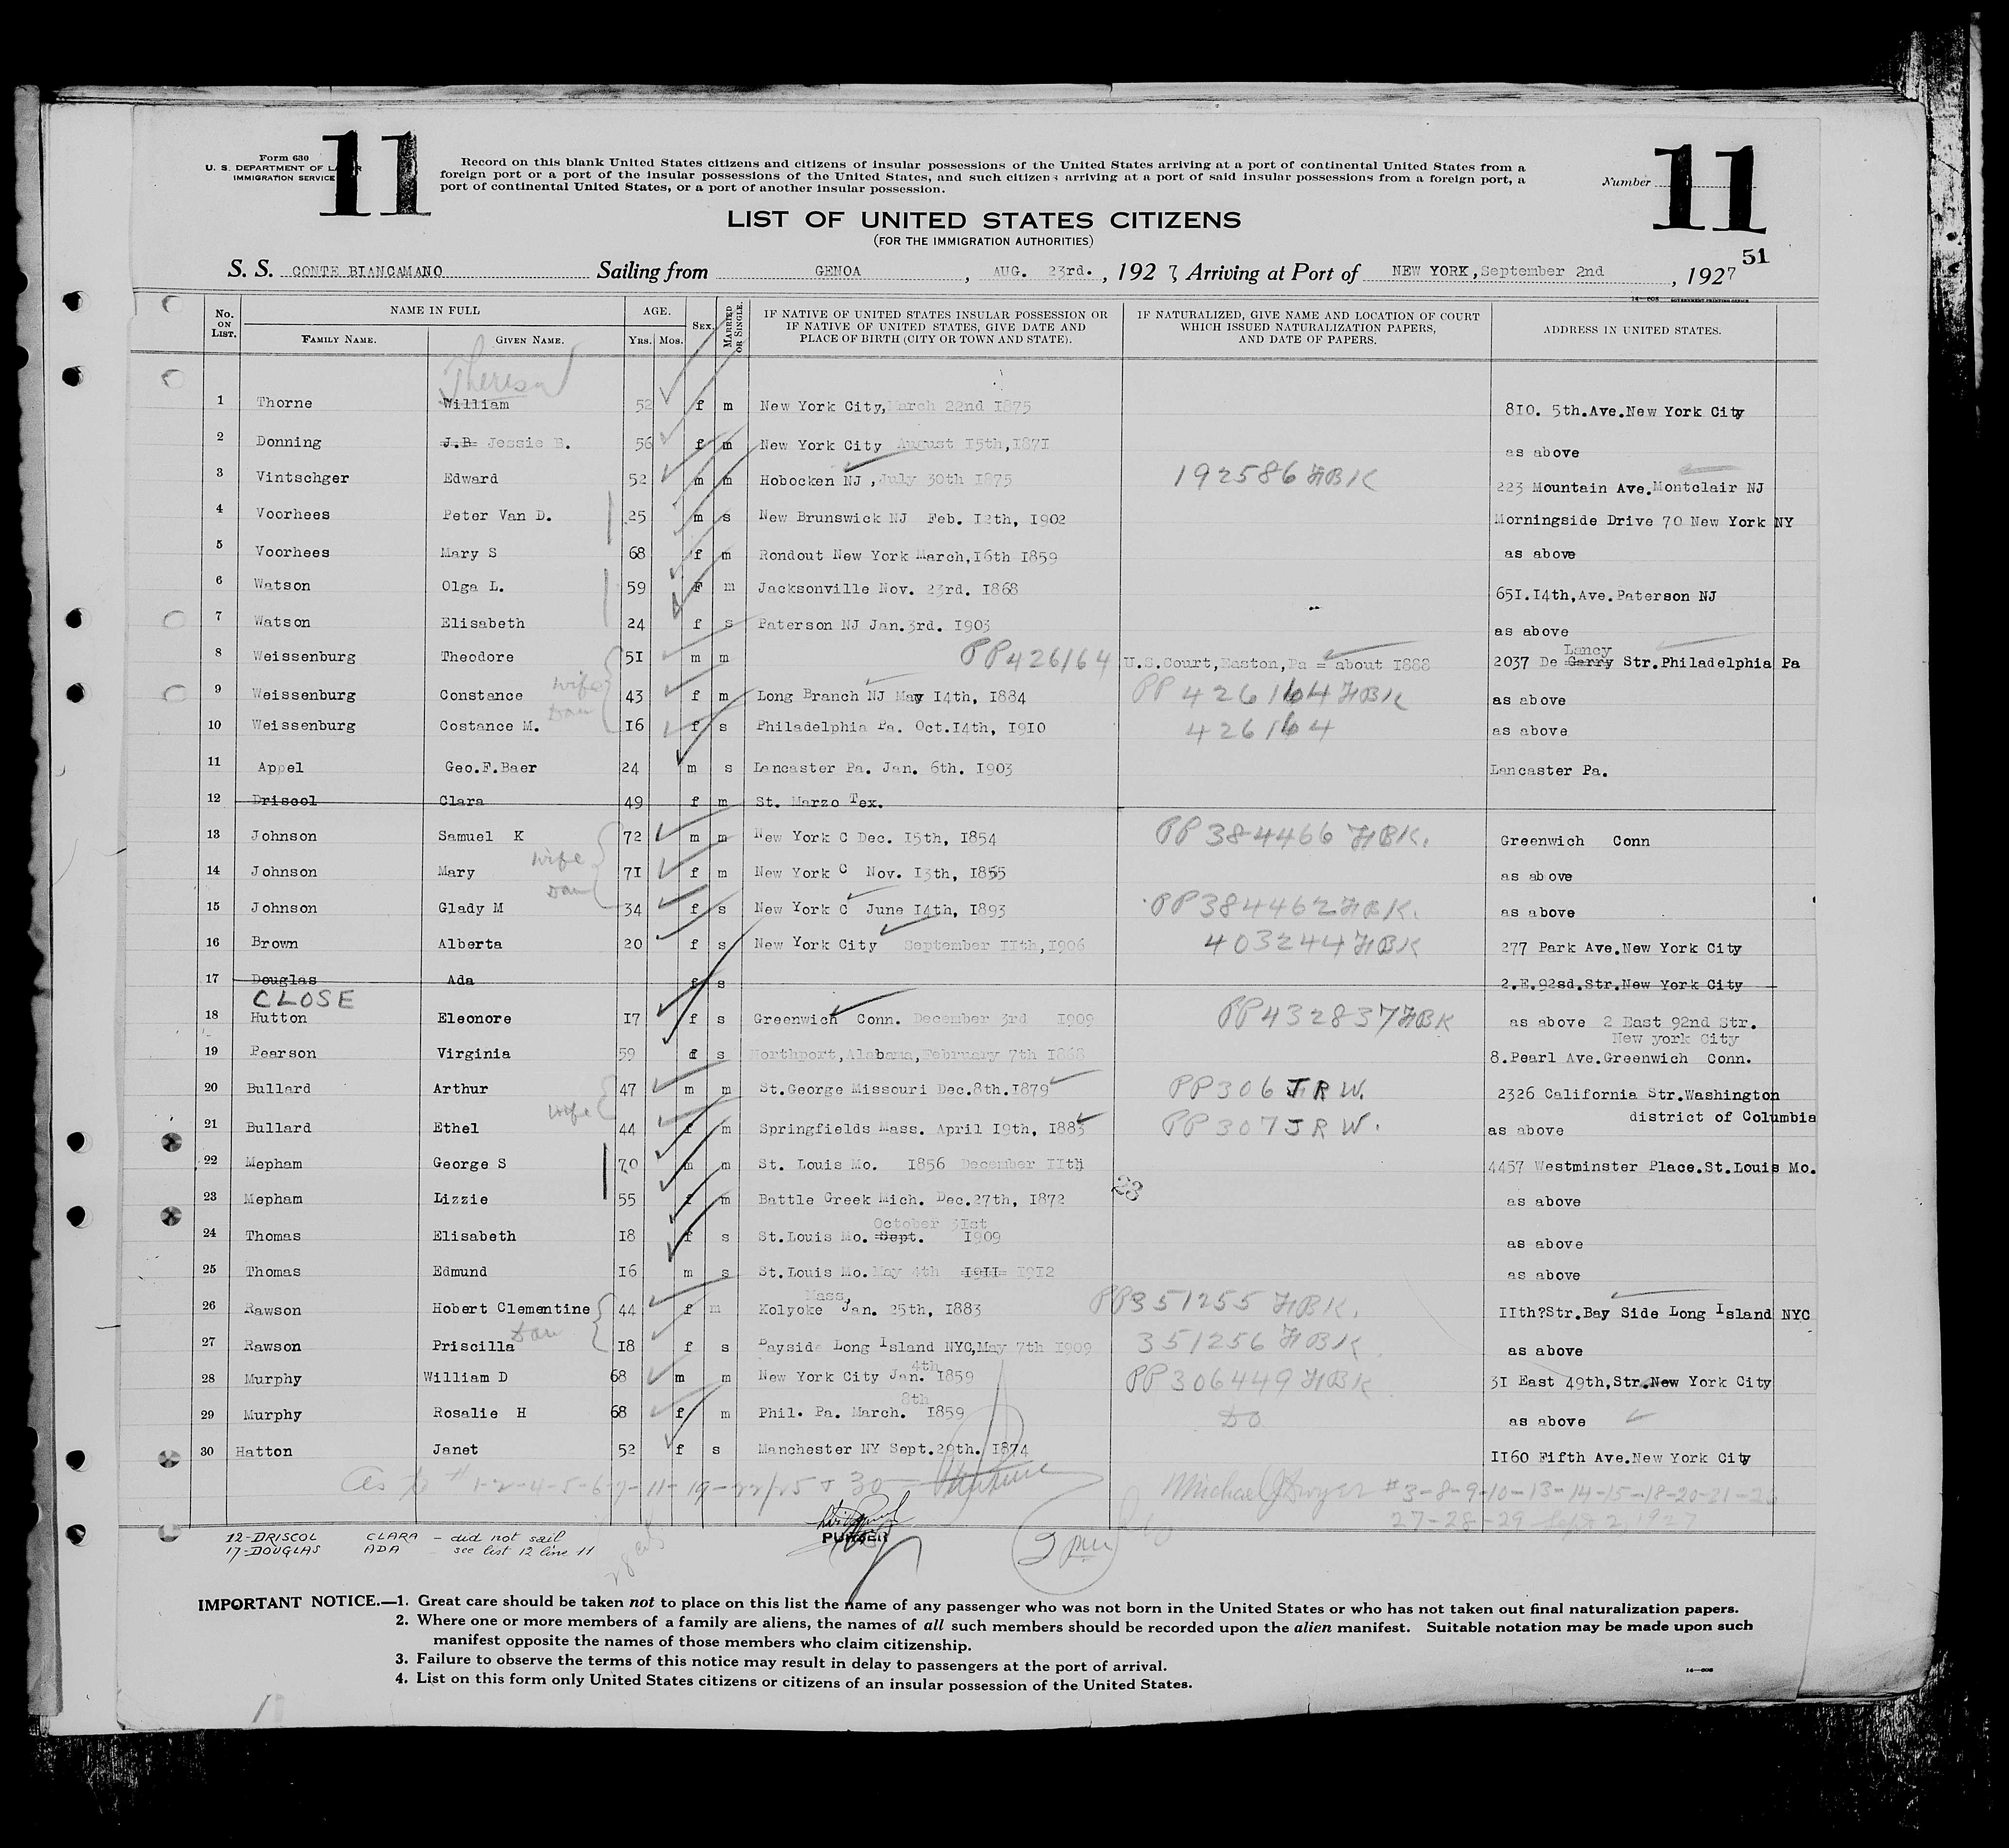 11
11
Form 630
U. S. DEPARTMENT OF LABOR
IMMIGRATION SERVICE
Record on this blank United States citizens and citizens of insular possessions of the United States arriving at a port of continental United States from a
foreign port or a port of the insular possessions of the United States, and such citizens arriving at a port of said insular possessions from a foreign port, a
port of continental United States, or a port of another insular possession.
Number
LIST OF UNITED STATES CITIZENS
(FOR THE IMMIGRATION AUTHORITIES)
51
S. S. CONTE BIANCAMANO Sailing from GENOA, AUG. 23rd., 1927, Arriving at Port of NEW YORK, September 2nd, 1927
14—608 GOVERNMENT PRINTING OFFICE
No. ON LIST. NAME IN FULL FAMILY NAME. GIVEN NAME. AGE. YRS. MOS. SEX. MARRIED OR SINGLE. IF NATIVE OF UNITED STATES INSULAR POSSESSION OR IF NATIVE OF UNITED STATES, GIVE DATE AND PLACE OF BIRTH (CITY OR TOWN AND STATE). IF NATURALIZED, GIVE NAME AND LOCATION OF COURT WHICH ISSUED NATURALIZATION PAPERS, AND DATE OF PAPERS. ADDRESS IN UNITED STATES.
Theresa
1 Thorne William 52 f m New York City, March 22nd 1875 810. 5th.Ave.New York City
2 Donning J.B Jessie B. 56 f m New York City August 15th,1871 as above
3 Vintschger Edward 52 m m Hobocken NJ ,July 30th 1875 192586 HBK 223 Mountain Ave.Montclair NJ
4 Voorhees Peter Van D. 25 m s New Brunswick NJ Feb. 12th, 1902 Morningside Drive 70 New York NY
5 Voorhees Mary S 68 f m Rondout New York March,16th 1859 as above
6 Watson Olga L. 59 F m Jacksonville Nov. 23rd. 1868 651.14th,Ave.Paterson NJ
7 Watson Elisabeth 24 f s Paterson NJ Jan.3rd. 1903 as above
8 Weissenburg Theodore 51 m m PP426164 U.S.Court,Easton,Pa = about 1888 2037 De Garry Lancy Str.Philadelphia Pa
9 Weissenburg Constance wife 43 f m Long Branch NJ May 14th, 1884 PP 426164 HBK as above
10 Weissenburg Costance M. Dau 16 f s Philadelphia Pa. Oct.14th, 1910 426164 as above
11 Appel Geo.F.Baer 24 m s Lancaster Pa. Jan. 6th. 1903 Lancaster Pa.
12 Driscol Clara 49 f m St. Marzo Tex.
13 Johnson Samuel K 72 m m New York C Dec. 15th, 1854 PP384466 HBK. Greenwich Conn
14 Johnson Mary wife 71 f m New York C Nov. 13th, 1855 as above
15 Johnson Glady M Dau 34 f s New York C June 14th, 1893 PP384462 HBK. as above
16 Brown Alberta 20 f s New York City September 11th,1906 403244 HBK 277 Park Ave.New York City
17 Douglas Ada f s 2.E.92sd.Str.New York City
CLOSE
18 Hutton Eleonore 17 f s Greenwich Conn. December 3rd 1909 PP432837 HBK as above 2 East 92nd Str.
New york City
19 Pearson Virginia 59 f s Northport,Alabama,February 7th 1868 8.Pearl Ave.Greenwich Conn.
20 Bullard Arthur 47 m m St.George Missouri Dec.8th.1879 PP306 JRW. 2326 California Str.Washington
district of Columbia
21 Bullard Ethel wife 44 f m Springfields Mass. April 19th, 1883 PP307 JRW. as above
22 Mepham George S 70 m m St. Louis Mo. 1856 December 11th 4457 Westminster Place.St.Louis Mo.
23 Mepham Lizzie 55 f m Battle Greek Mich. Dec.27th, 1872 23 as above
October 31st
24 Thomas Elisabeth 18 f s St.Louis Mo. Sept. 1909 as above
25 Thomas Edmund 16 m s St.Louis Mo. May 4th 1911 1912 as above
Mass,
26 Rawson Hobert Clementine 44 f m Kolyoke Jan. 25th, 1883 PP351255 HBK. 11th?Str.Bay Side Long Island NYC
27 Rawson Priscilla Dau 18 f s Bayside Long Island NYC,May 7th 1909 351256 HBK as above
4th
28 Murphy William D 68 m m New York City Jan. 1859 PP306449 HBK 31 East 49th,Str.New York City
8th
29 Murphy Rosalie H 68 f m Phil. Pa. March. 1859 DO as above
30 Hatton Janet 52 f s Manchester NY Sept.29th. 1874 1160 Fifth Ave.New York City
As to # 1-2-4-5-6-7-11-19-22/25 & 30
Michael J Dwyer # 3-8-9-10-13-14-15-18-20-21-26
27-28-29 Sept 2, 1927
12-DRISCOL CLARA - did not sail
17-DOUGLAS ADA see list 12 line 11
PURSER
2 pm
IMPORTANT NOTICE.—1. Great care should be taken not to place on this list the name of any passenger who was not born in the United States or who has not taken out final naturalization papers.
2. Where one or more members of a family are aliens, the names of all such members should be recorded upon the alien manifest. Suitable notation may be made upon such
manifest opposite the names of those members who claim citizenship.
3. Failure to observe the terms of this notice may result in delay to passengers at the port of arrival.
4. List on this form only United States citizens or citizens of an insular possession of the United States.
14—608